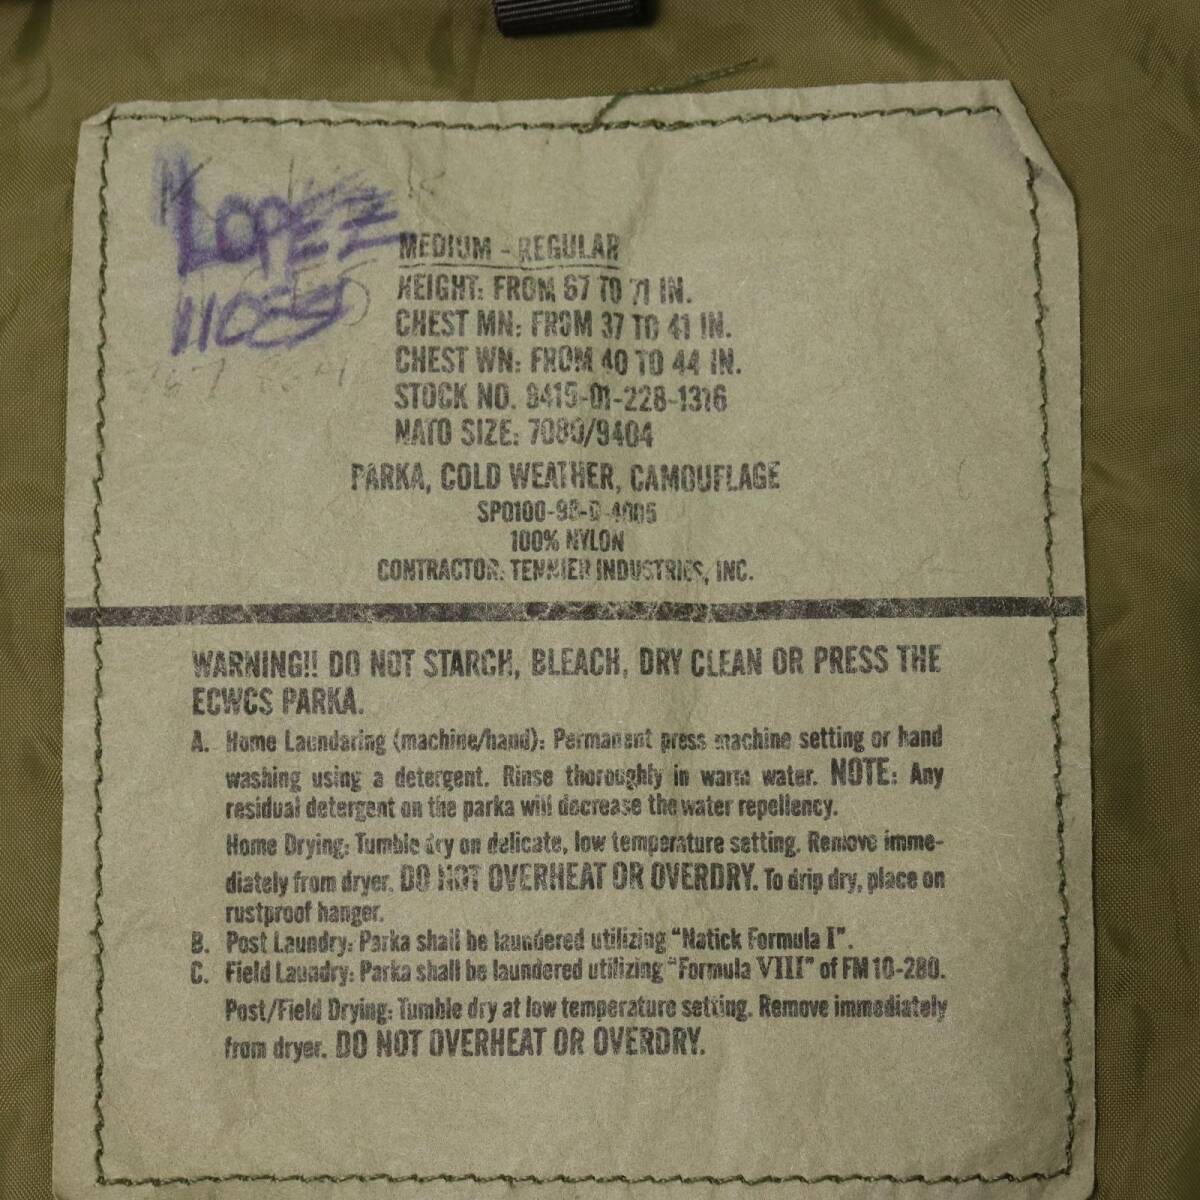 LOPEZ
MEDIUM - REGULAR
HEIGHT: FROM 67 TO 71 IN.
CHEST MN: FROM 37 TO 41 IN.
CHEST WN: FROM 40 TO 44 IN.
STOCK NO. 8415-01-228-1316
NATO SIZE: 7080/9404
PARKA, COLD WEATHER, CAMOUFLAGE
100% NYLON
CONTRACTOR: TENNIER INDUSTRIES, INC.
WARNING!! DO NOT STARCH, BLEACH, DRY CLEAN OR PRESS THE
ECWCS PARKA.
A. Home Laundering (machine/hand): Permanent press machine setting or hand
washing using a detergent. Rinse thoroughly in warm water. NOTE: Any
residual detergent on the parka will decrease the water repellency.
Home Drying: Tumble dry on delicate, low temperature setting. Remove imme-
diately from dryer. DO NOT OVERHEAT OR OVERDRY. To drip dry, place on
rustproof hanger.
B. Post Laundry: Parka shall be laundered utilizing "Natick Formula I".
C. Field Laundry: Parka shall be laundered utilizing "Formula VIII" of FM 10-280.
Post/Field Drying: Tumble dry at low temperature setting. Remove immediately
from dryer. DO NOT OVERHEAT OR OVERDRY.